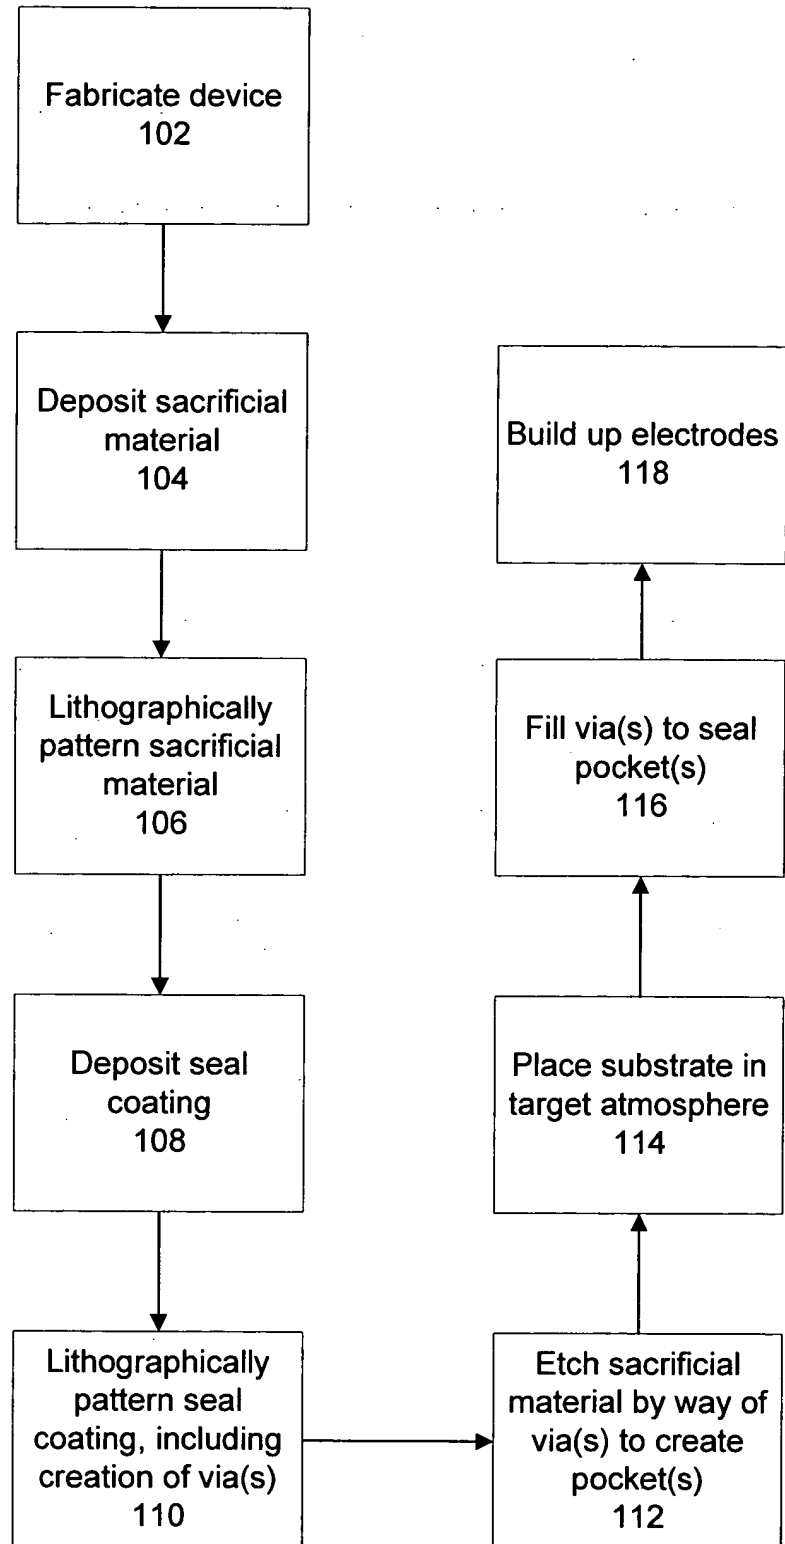 Fabricate device
102
Deposit sacrificial
material
104
Lithographically
pattern sacrificial
material
106
Deposit seal
coating
108
Lithographically
pattern seal
coating, including
creation of via(s)
110
Etch sacrificial
material by way of
via(s) to create
pocket(s)
112
Place substrate in
target atmosphere
114
Fill via(s) to seal
pocket(s)
116
Build up electrodes
118